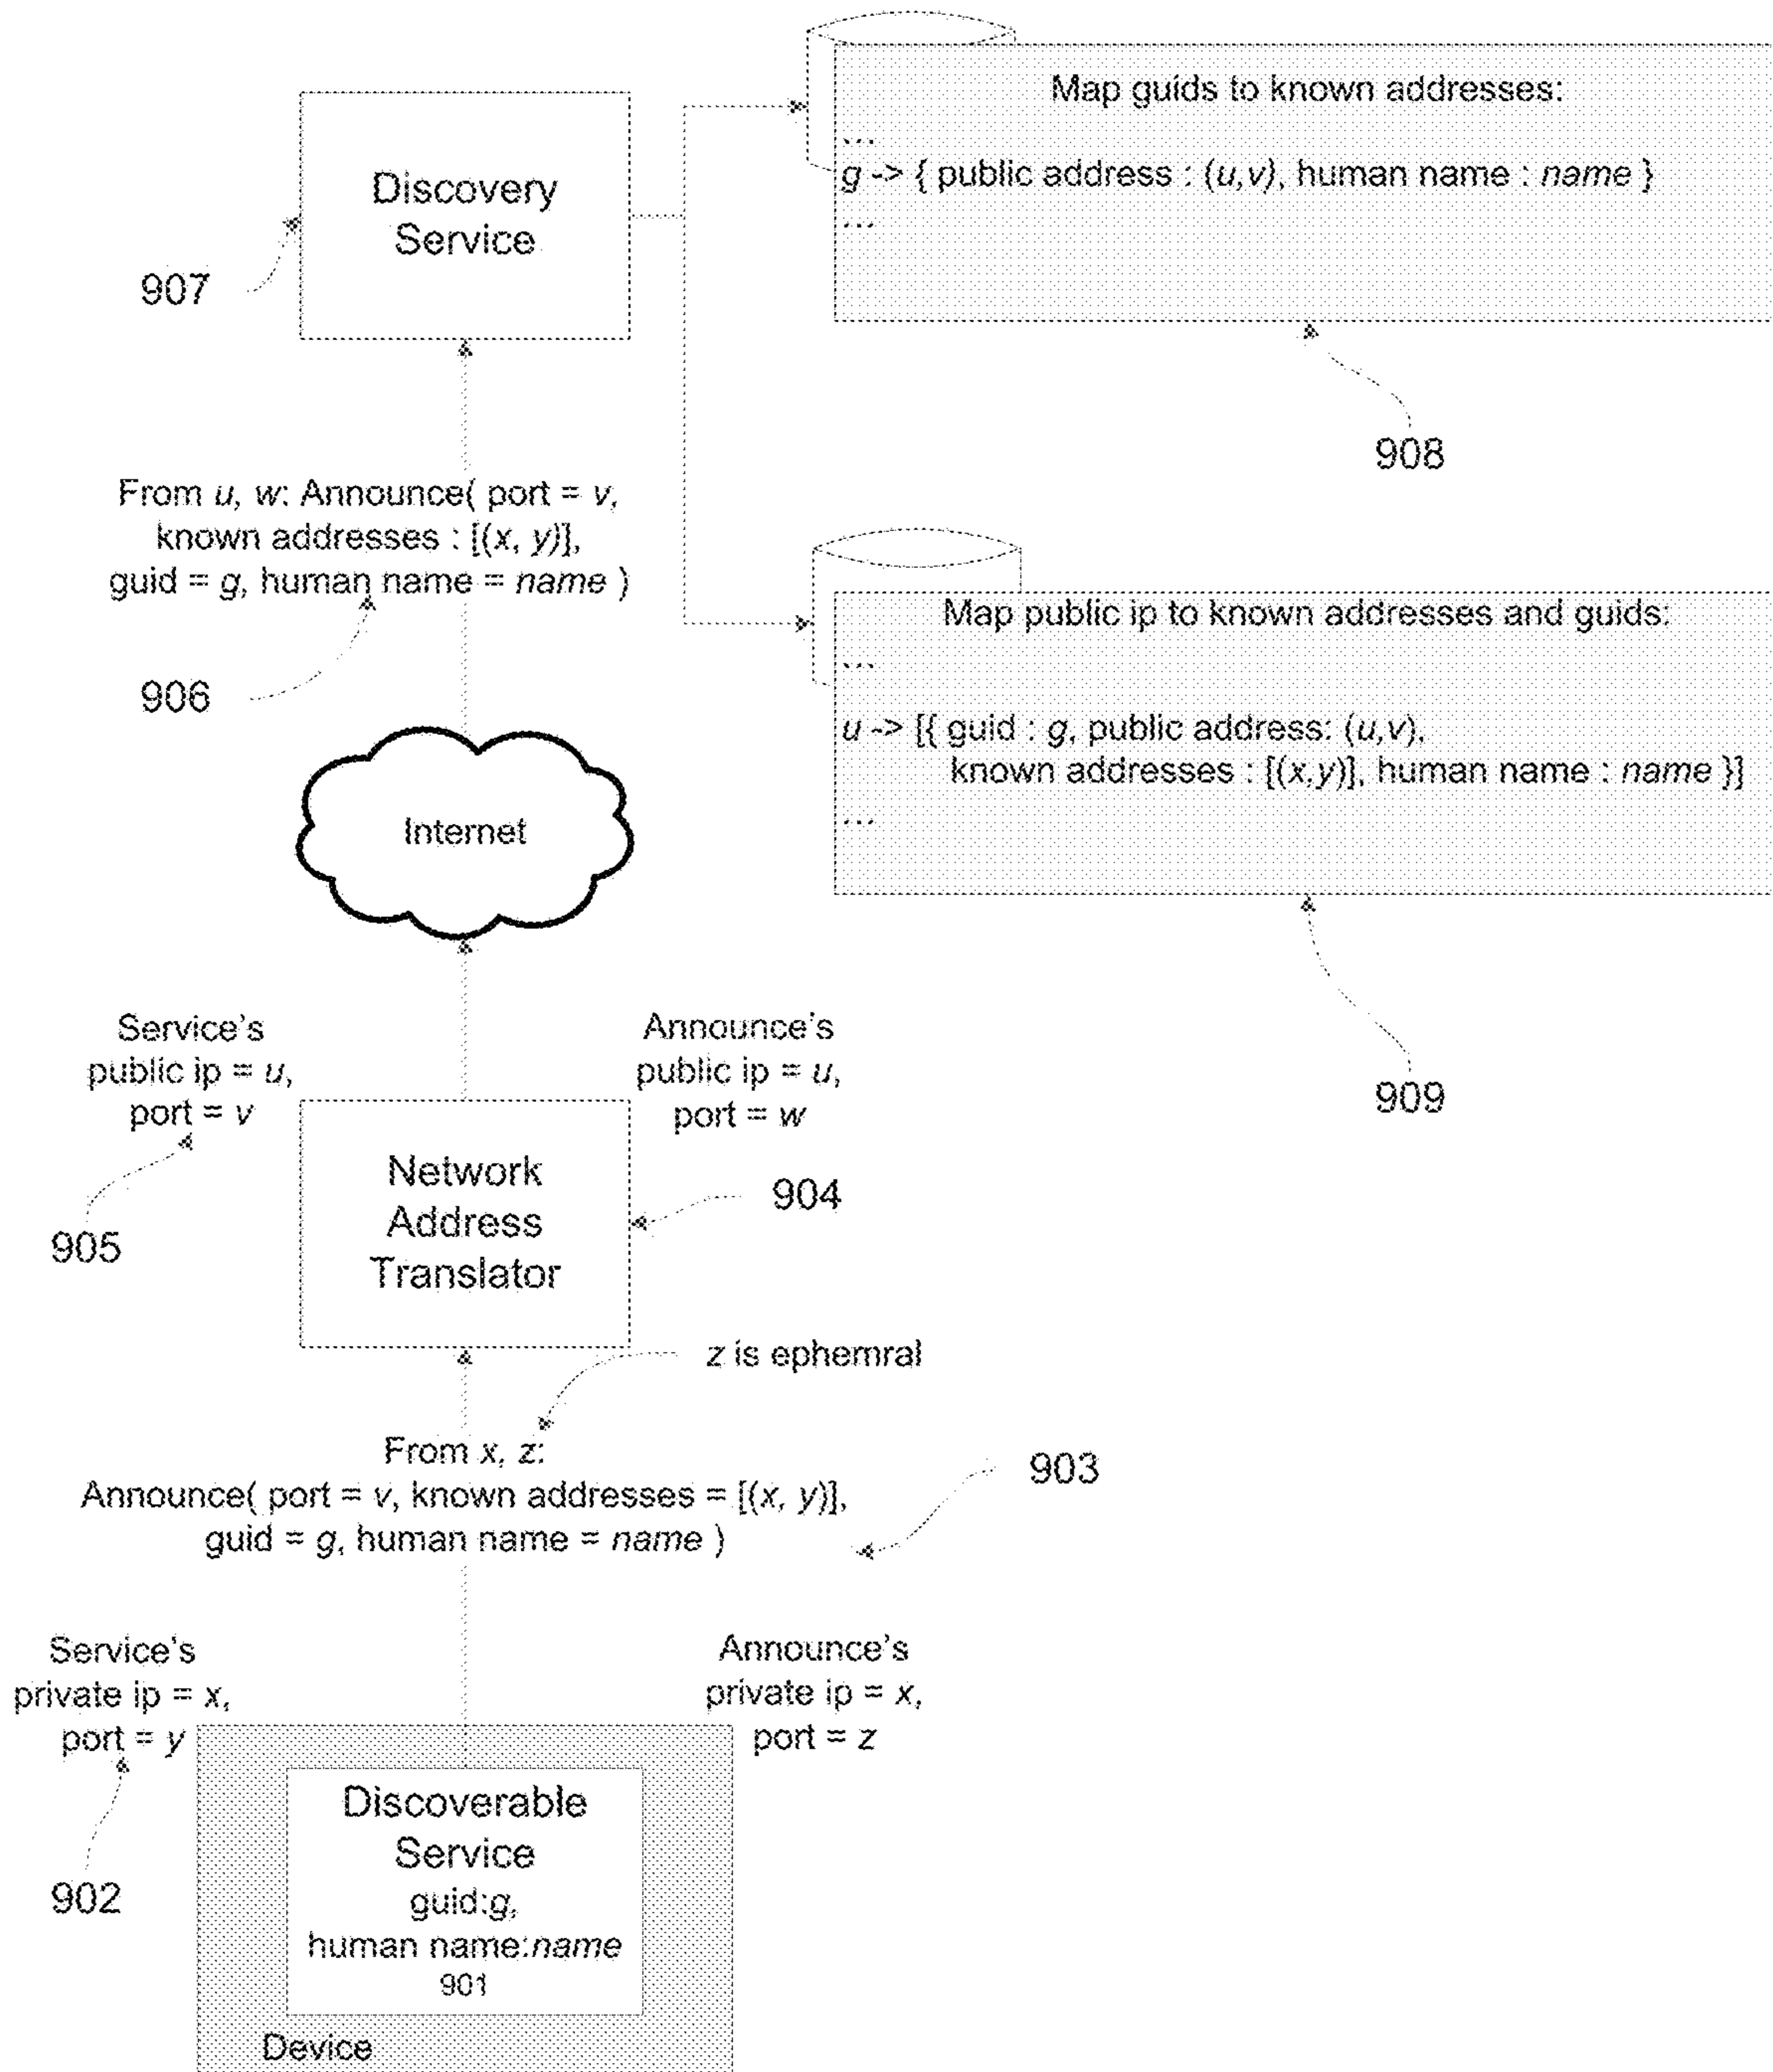 Map guids to known addresses:
...
g -> { public address : (u,v), human name : name }
...
Discovery
Service
907
908
From u, w: Announce( port = v,
known addresses : [(x, y)],
guid = g, human name = name )
906
Map public ip to known addresses and guids:
...
u -> [{ guid : g, public address: (u,v),
known addresses : [(x,y)], human name : name }]
...
909
Internet
Service's
public ip = u,
port = v
Announce's
public ip = u,
port = w
905
Network
Address
Translator
904
z is ephemral
From x, z:
Announce( port = v, known addresses = [(x, y)],
guid = g, human name = name )
903
Service's
private ip = x,
port = y
Announce's
private ip = x,
port = z
902
Discoverable
Service
guid:g,
human name:name
901
Device